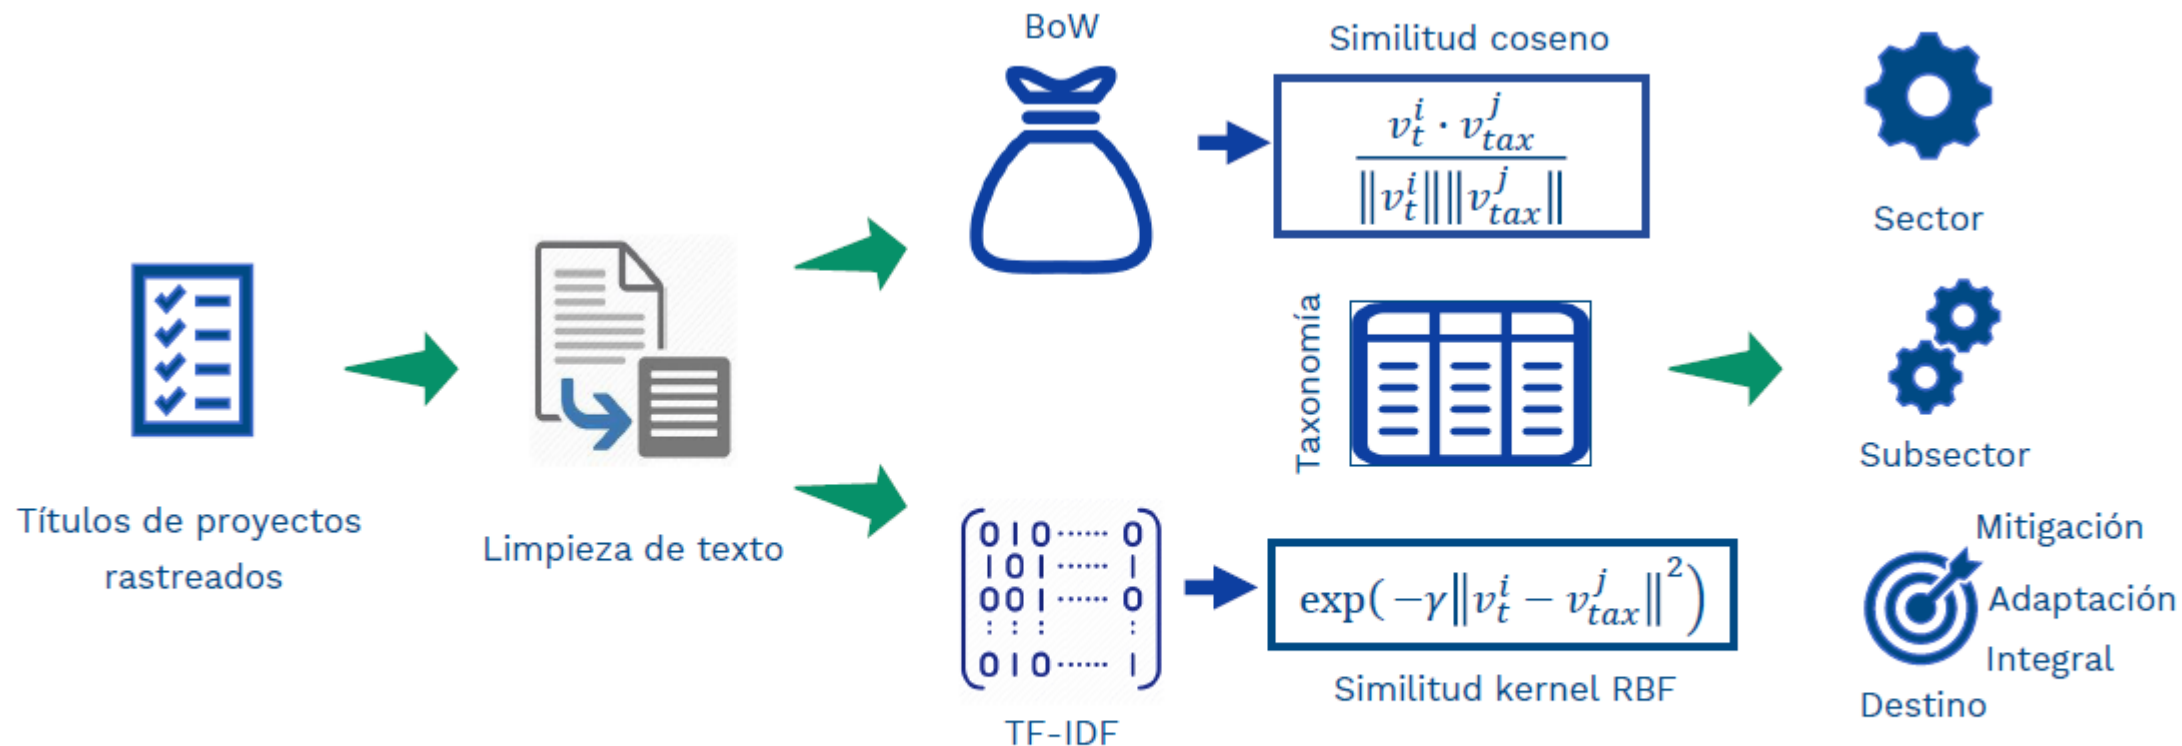 BoW
Similitud coseno
v_t^i · v_tax^j
‖v_t^i‖‖v_tax^j‖
Sector
Taxonomía
Subsector
Títulos de proyectos
rastreados
Limpieza de texto
0 1 0 ······ 0
1 0 1 ······ 1
0 0 1 ······ 0
⋮ ⋮ ⋮ ⋮
0 1 0 ······ 1
TF-IDF
exp(−γ‖v_t^i − v_tax^j‖²)
Similitud kernel RBF
Mitigación
Adaptación
Integral
Destino